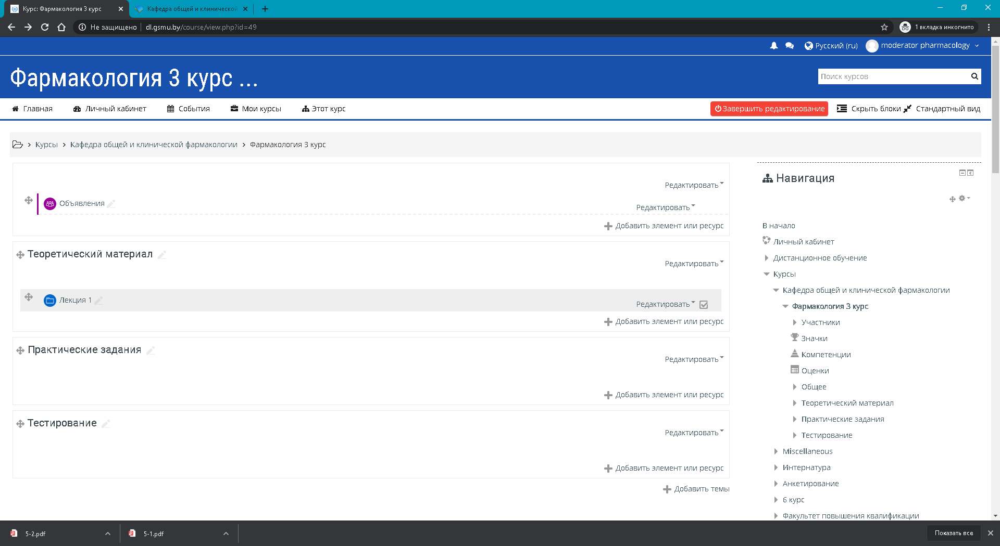 Курс: Фармакология 3 курс
Кафедра общей и клинической
Не защищено
dl.gsmu.by/course/view.php?id=49
1 вкладка инкогнито
Русский (ru)
moderator pharmacology
Фармакология 3 курс ...
Поиск курсов
Главная
Личный кабинет
События
Мои курсы
Этот курс
Завершить редактирование
Скрыть блоки
Стандартный вид
Курсы
Кафедра общей и клинической фармакологии
Фармакология 3 курс
Редактировать
Объявления
Редактировать
Добавить элемент или ресурс
Теоретический материал
Редактировать
Лекция 1
Редактировать
Добавить элемент или ресурс
Практические задания
Редактировать
Добавить элемент или ресурс
Тестирование
Редактировать
Добавить элемент или ресурс
Добавить темы
Навигация
В начало
Личный кабинет
Дистанционное обучение
Курсы
Кафедра общей и клинической фармакологии
Фармакология 3 курс
Участники
Значки
Компетенции
Оценки
Общее
Теоретический материал
Практические задания
Тестирование
Miscellaneous
Интернатура
Анкетирование
6 курс
Факультет повышения квалификации
5-2.pdf
5-1.pdf
Показать все